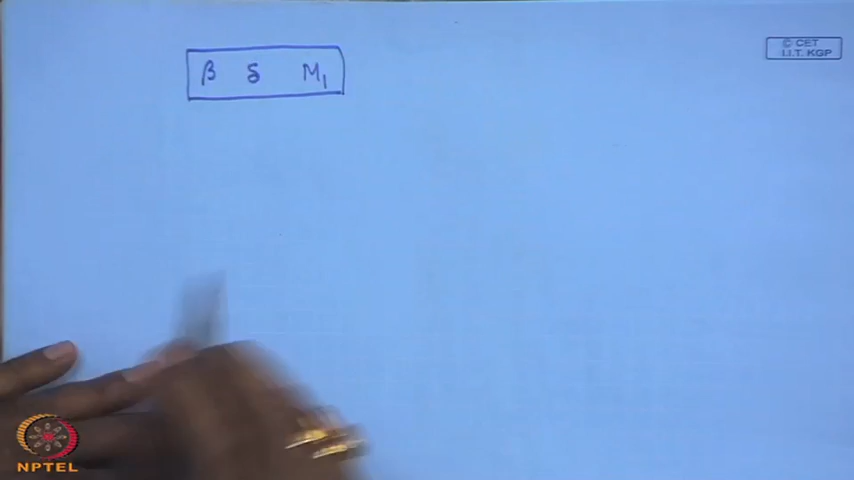 β δ M₁
© CET
I.I.T. KGP
NPTEL